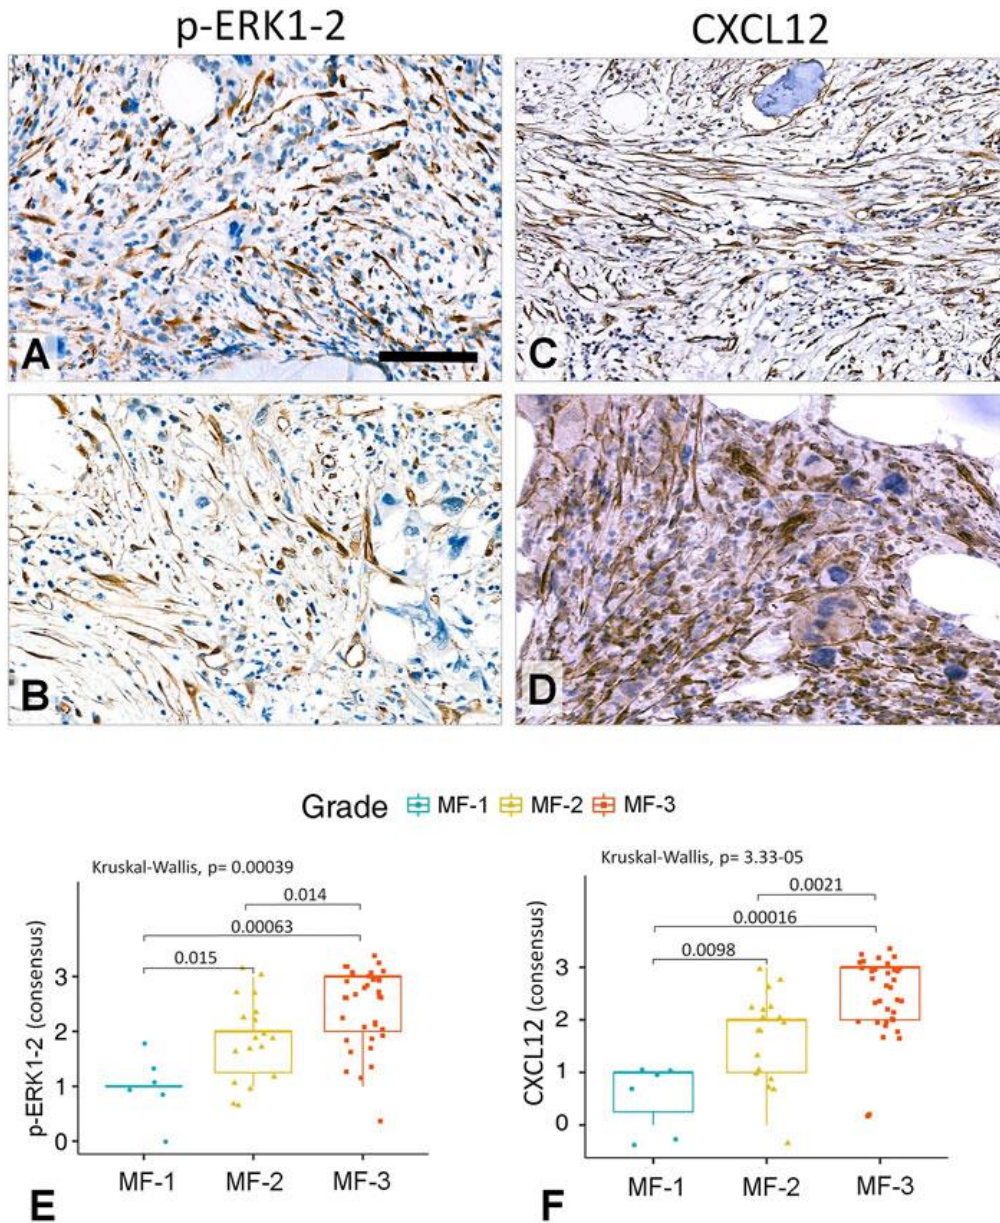 p-ERK1-2
CXCL12
A
C
B
D
Grade MF-1 MF-2 MF-3
Kruskal-Wallis, p= 0.00039
0.014
0.00063
0.015
p-ERK1-2 (consensus)
3
2
1
0
MF-1 MF-2 MF-3
E
Kruskal-Wallis, p= 3.33-05
0.0021
0.00016
0.0098
CXCL12 (consensus)
3
2
1
0
MF-1 MF-2 MF-3
F